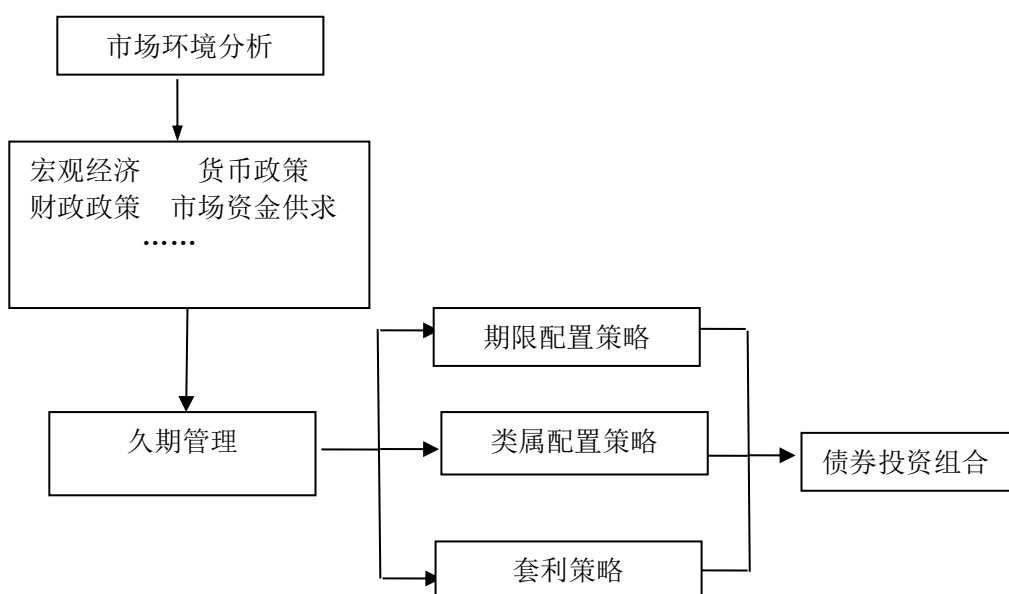 市场环境分析
宏观经济 货币政策
财政政策 市场资金供求
……
久期管理
期限配置策略
类属配置策略
套利策略
债券投资组合